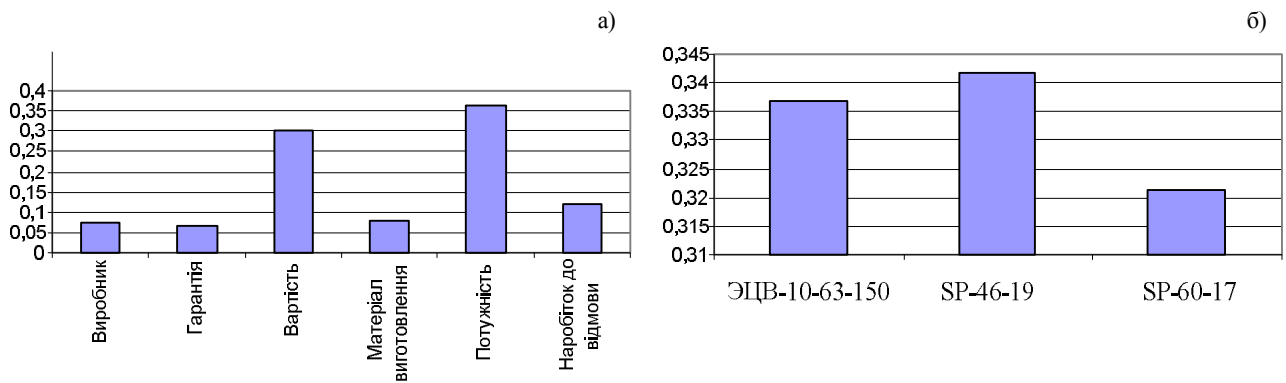 а)
0,4
0,35
0,3
0,25
0,2
0,15
0,1
0,05
0
Виробник
Гарантія
Вартість
Матеріал
виготовлення
Потужність
Наробіток до
відмови
б)
0,345
0,34
0,335
0,33
0,325
0,32
0,315
0,31
ЭЦВ-10-63-150
SP-46-19
SP-60-17